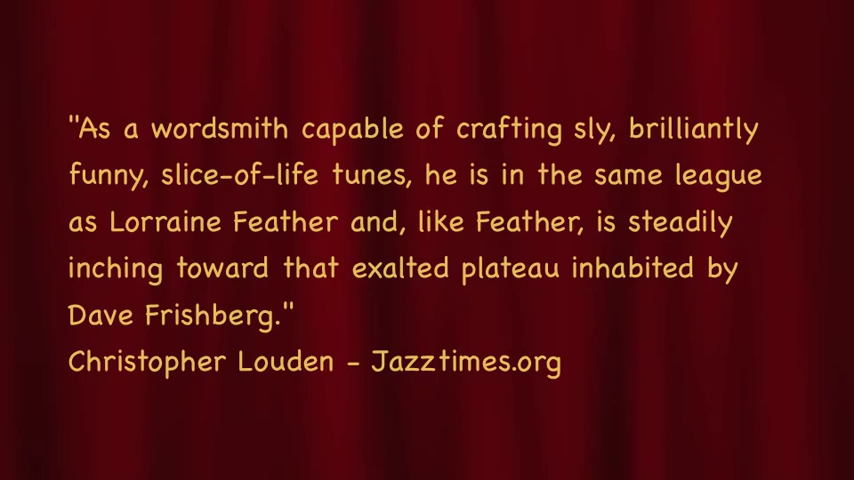 "As a wordsmith capable of crafting sly, brilliantly
funny, slice-of-life tunes, he is in the same league
as Lorraine Feather and, like Feather, is steadily
inching toward that exalted plateau inhabited by
Dave Frishberg."
Christopher Louden - Jazztimes.org